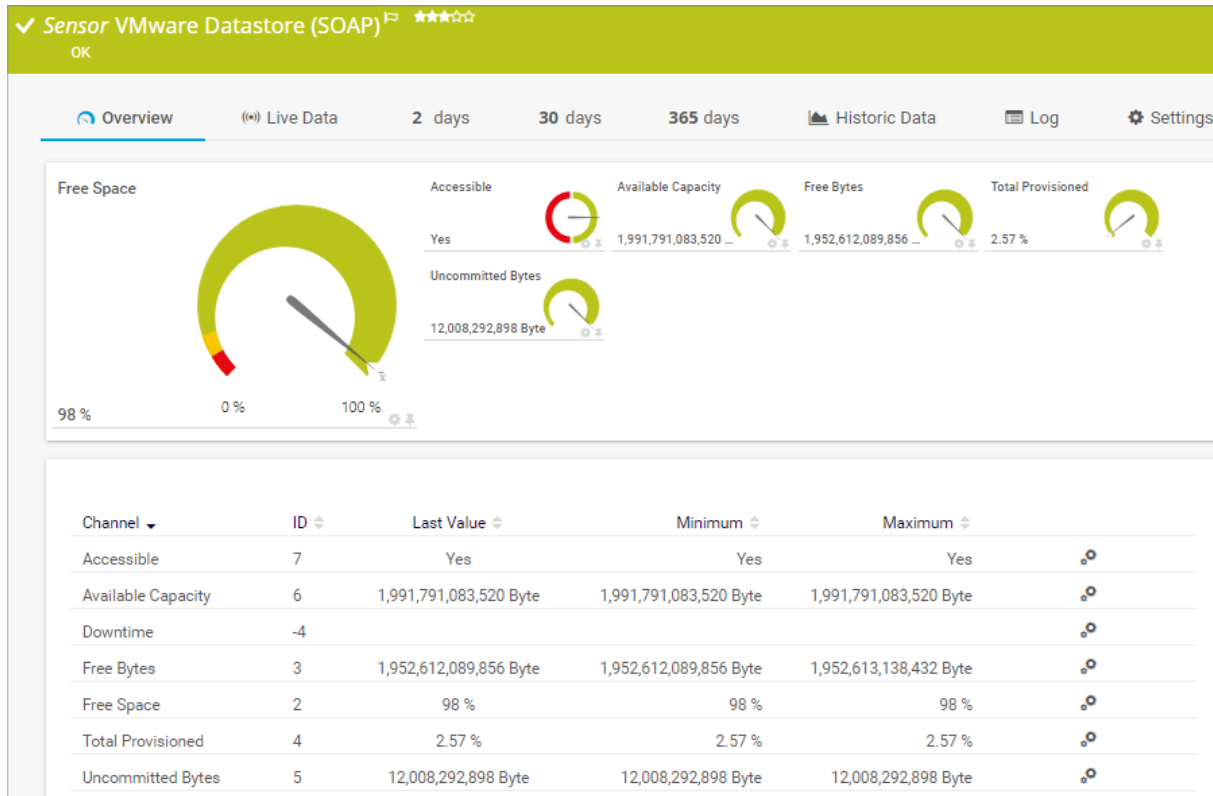 Sensor VMware Datastore (SOAP)
OK
Overview Live Data 2 days 30 days 365 days Historic Data Log Settings
Free Space Accessible Available Capacity Free Bytes Total Provisioned
Yes 1,991,791,083,520 ... 1,952,612,089,856 ... 2.57 %
Uncommitted Bytes
12,008,292,898 Byte
x̄
0 % 100 %
98 %
Channel ID Last Value Minimum Maximum
Accessible 7 Yes Yes Yes
Available Capacity 6 1,991,791,083,520 Byte 1,991,791,083,520 Byte 1,991,791,083,520 Byte
Downtime -4
Free Bytes 3 1,952,612,089,856 Byte 1,952,612,089,856 Byte 1,952,613,138,432 Byte
Free Space 2 98 % 98 % 98 %
Total Provisioned 4 2.57 % 2.57 % 2.57 %
Uncommitted Bytes 5 12,008,292,898 Byte 12,008,292,898 Byte 12,008,292,898 Byte